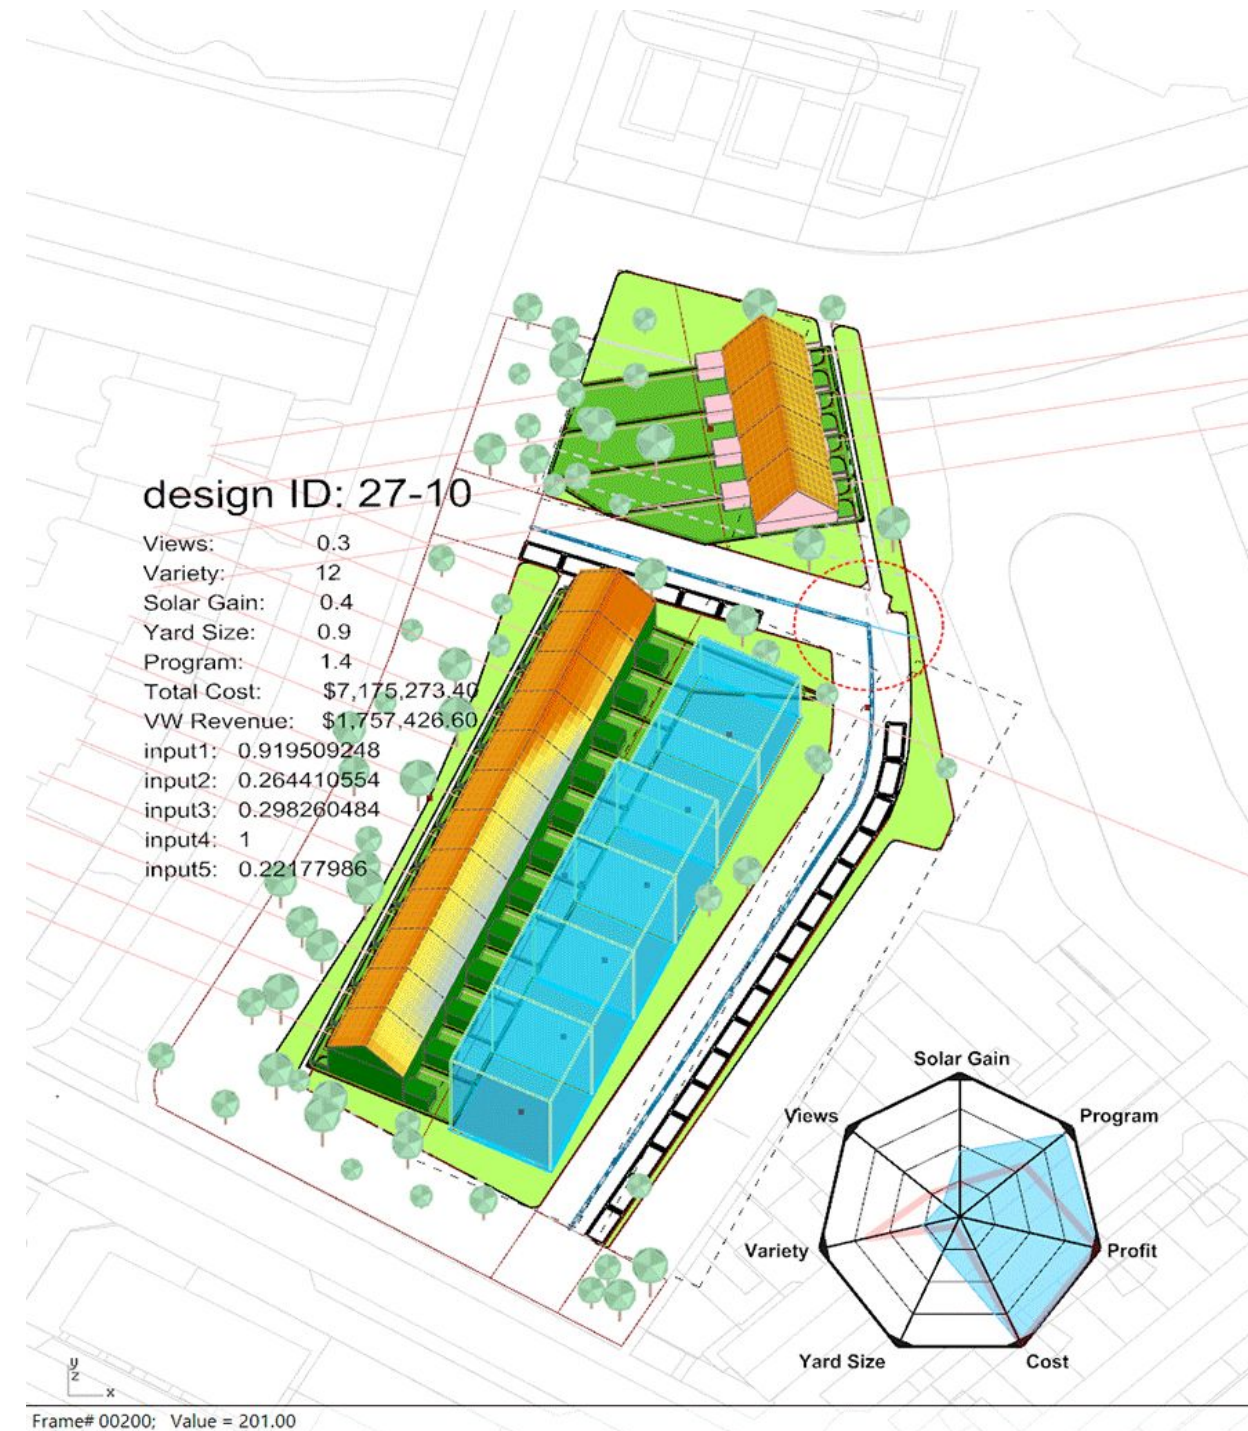 design ID: 27-10
Views: 0.3
Variety: 12
Solar Gain: 0.4
Yard Size: 0.9
Program: 1.4
Total Cost: $7,175,273.40
VW Revenue: $1,757,426.60
input1: 0.919509248
input2: 0.264410554
input3: 0.298260484
input4: 1
input5: 0.22177986
Solar Gain
Views
Program
Variety
Profit
Yard Size
Cost
y
z
x
Frame# 00200; Value = 201.00